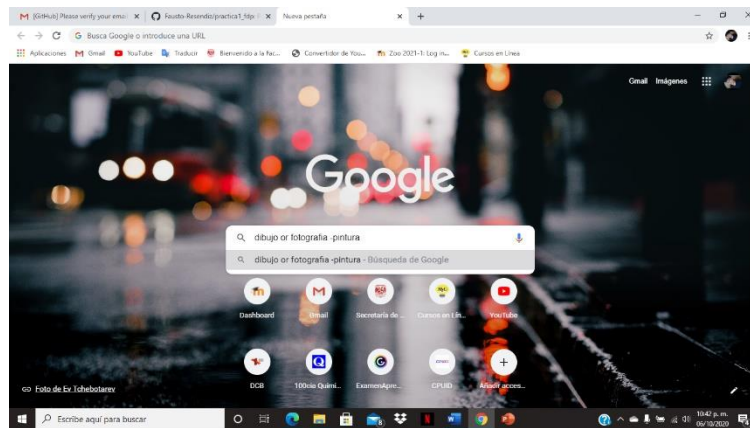 [GitHub] Please verify your emai
Fausto-Resendiz/practica1_fdp:
Nueva pestaña
Busca Google o introduce una URL
Aplicaciones
Gmail
YouTube
Traducir
Bienvenido a la Fac...
Convertidor de You...
Zoo 2021-1: Log in...
Cursos en Línea
Gmail Imágenes
Google
dibujo or fotografia -pintura
dibujo or fotografia -pintura - Búsqueda de Google
Dashboard
Gmail
Secretaría de ...
Cursos en Lín...
YouTube
DCB
100cia Quími...
ExamenApre...
CPUID
Añadir acces...
Foto de Ev Tchebotarev
Escribe aquí para buscar
10:42 p. m.
06/10/2020